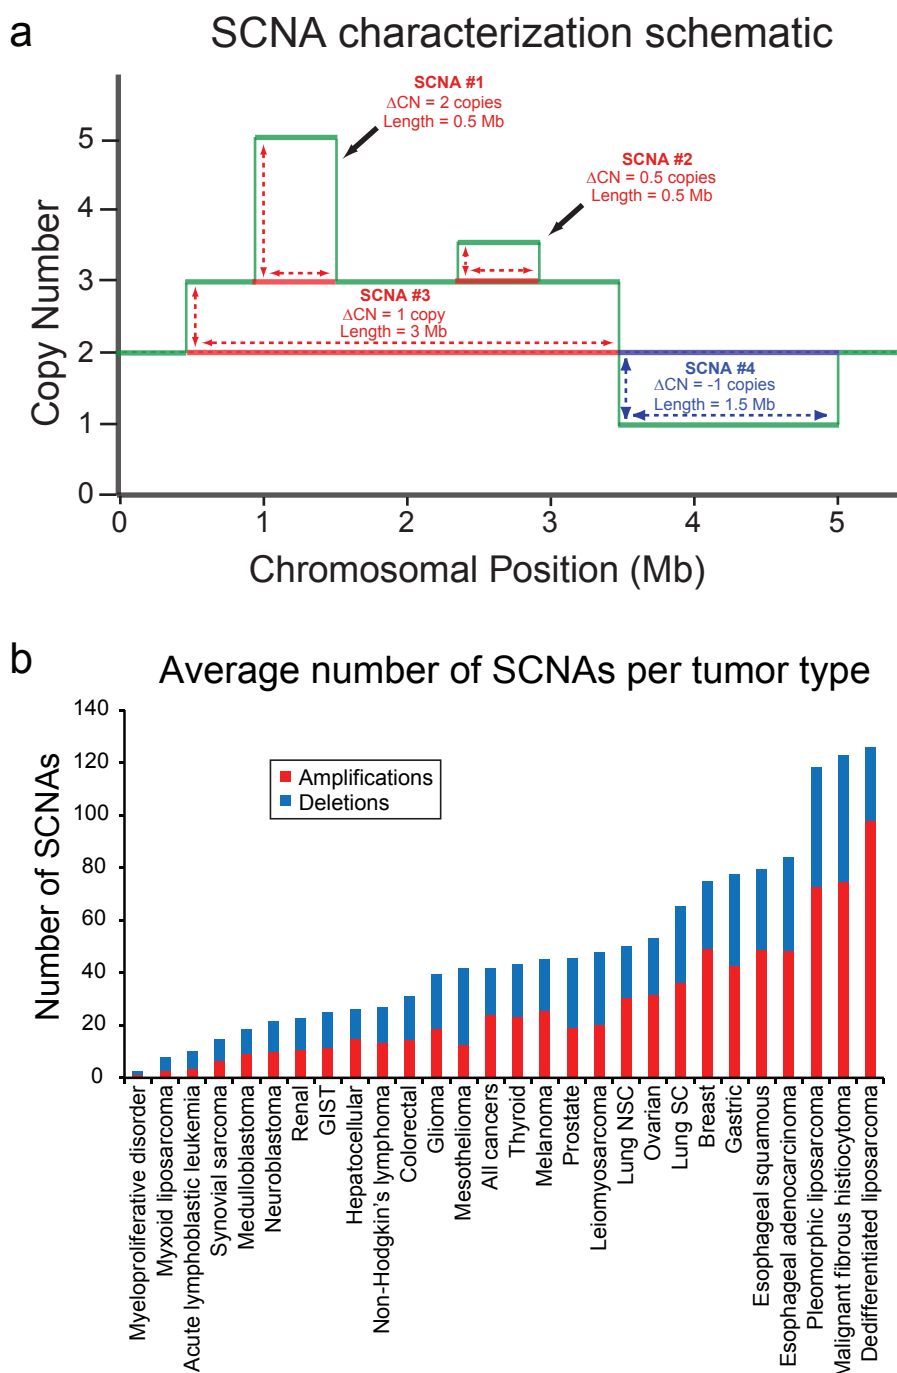 a
SCNA characterization schematic
SCNA #1
ΔCN = 2 copies
Length = 0.5 Mb
SCNA #2
ΔCN = 0.5 copies
Length = 0.5 Mb
SCNA #3
ΔCN = 1 copy
Length = 3 Mb
SCNA #4
ΔCN = -1 copies
Length = 1.5 Mb
Copy Number
5
4
3
2
1
0
0 1 2 3 4 5
Chromosomal Position (Mb)
b
Average number of SCNAs per tumor type
Number of SCNAs
140
120
100
80
60
40
20
0
Amplifications
Deletions
Myeloproliferative disorder
Myxoid liposarcoma
Acute lymphoblastic leukemia
Synovial sarcoma
Medulloblastoma
Neuroblastoma
Renal
GIST
Hepatocellular
Non-Hodgkin's lymphoma
Colorectal
Glioma
Mesothelioma
All cancers
Thyroid
Melanoma
Prostate
Leiomyosarcoma
Lung NSC
Ovarian
Lung SC
Breast
Gastric
Esophageal squamous
Esophageal adenocarcinoma
Pleomorphic liposarcoma
Malignant fibrous histiocytoma
Dedifferentiated liposarcoma